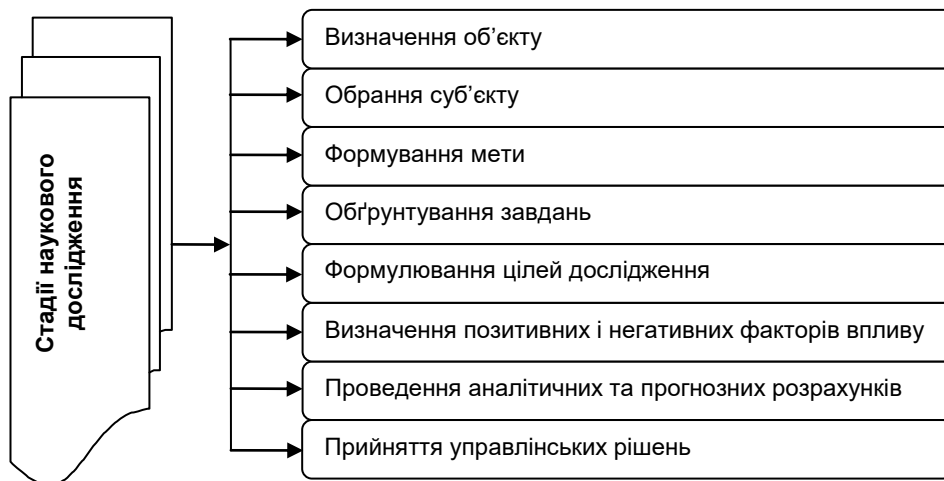 Стадії наукового
дослідження
Визначення об’єкту
Обрання суб’єкту
Формування мети
Обґрунтування завдань
Формулювання цілей дослідження
Визначення позитивних і негативних факторів впливу
Проведення аналітичних та прогнозних розрахунків
Прийняття управлінських рішень